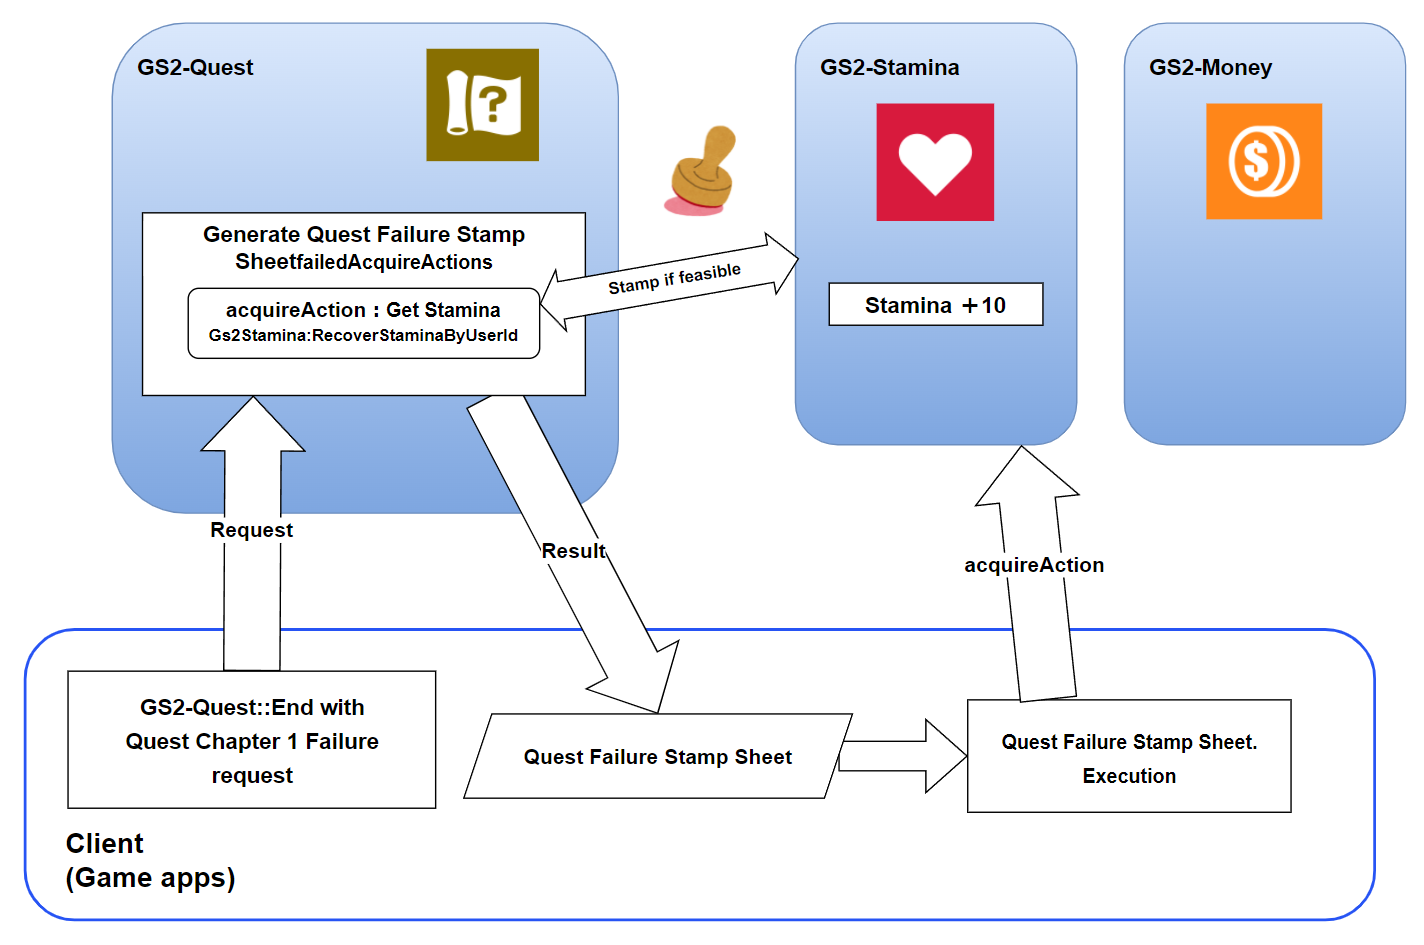 GS2-Quest
?
Generate Quest Failure Stamp
SheetfailedAcquireActions
acquireAction : Get Stamina
Gs2Stamina:RecoverStaminaByUserId
Stamp if feasible
GS2-Stamina
Stamina +10
GS2-Money
$
Request
Result
acquireAction
GS2-Quest::End with
Quest Chapter 1 Failure
request
Quest Failure Stamp Sheet
Quest Failure Stamp Sheet.
Execution
Client
(Game apps)